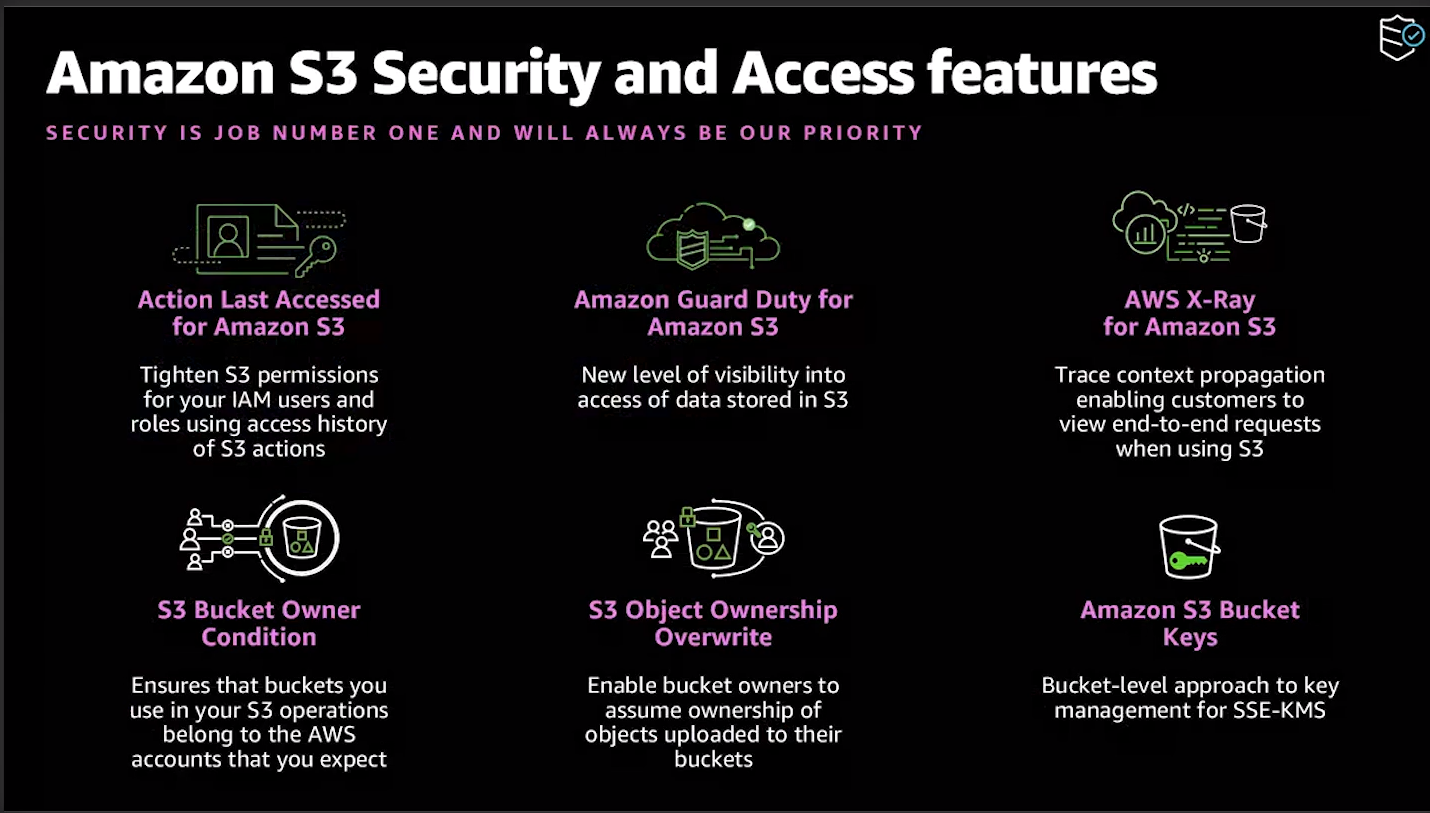 Amazon S3 Security and Access features
SECURITY IS JOB NUMBER ONE AND WILL ALWAYS BE OUR PRIORITY
Action Last Accessed
for Amazon S3
Tighten S3 permissions
for your IAM users and
roles using access history
of S3 actions
Amazon Guard Duty for
Amazon S3
New level of visibility into
access of data stored in S3
AWS X-Ray
for Amazon S3
Trace context propagation
enabling customers to
view end-to-end requests
when using S3
S3 Bucket Owner
Condition
Ensures that buckets you
use in your S3 operations
belong to the AWS
accounts that you expect
S3 Object Ownership
Overwrite
Enable bucket owners to
assume ownership of
objects uploaded to their
buckets
Amazon S3 Bucket
Keys
Bucket-level approach to key
management for SSE-KMS